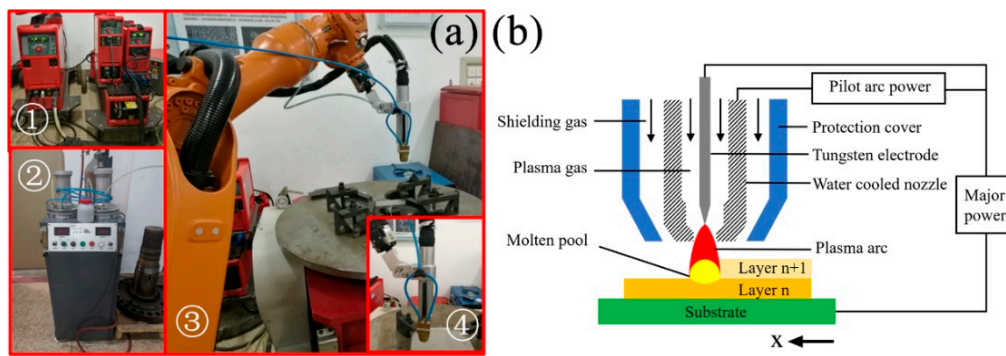 (a)
①
②
③
④
(b)
Pilot arc power
Shielding gas
Protection cover
Plasma gas
Tungsten electrode
Water cooled nozzle
Major
power
Molten pool
Plasma arc
Layer n+1
Layer n
Substrate
X